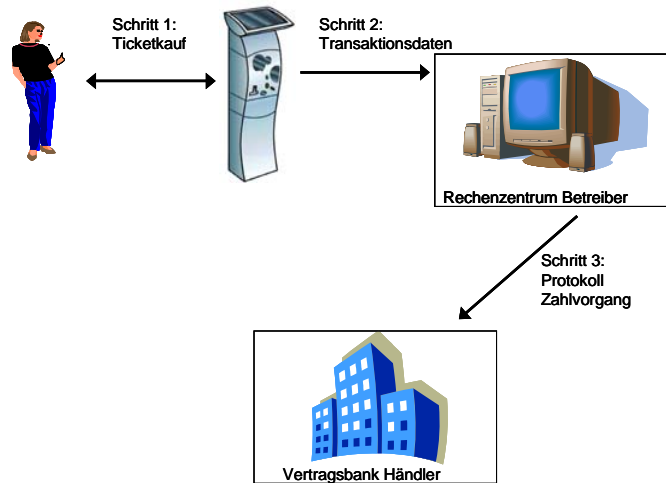 Schritt 1:
Ticketkauf
Schritt 2:
Transaktionsdaten
Rechenzentrum Betreiber
Schritt 3:
Protokoll
Zahlvorgang
Vertragsbank Händler